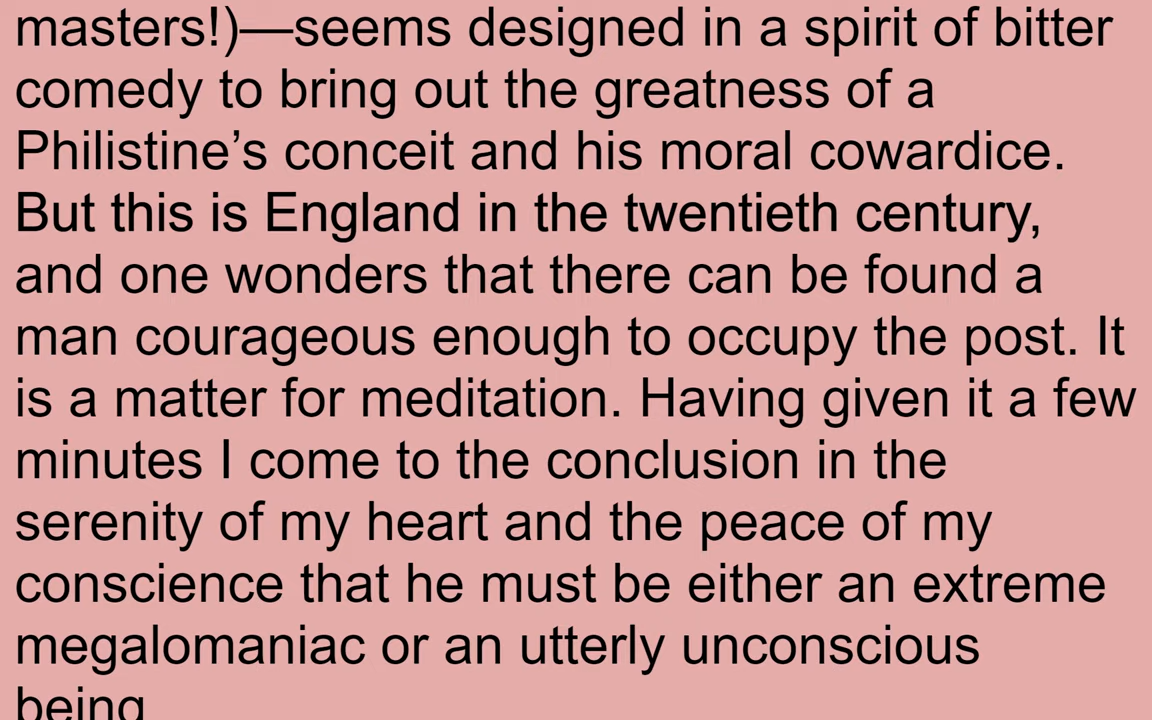 masters!)—seems designed in a spirit of bitter
comedy to bring out the greatness of a
Philistine’s conceit and his moral cowardice.
But this is England in the twentieth century,
and one wonders that there can be found a
man courageous enough to occupy the post. It
is a matter for meditation. Having given it a few
minutes I come to the conclusion in the
serenity of my heart and the peace of my
conscience that he must be either an extreme
megalomaniac or an utterly unconscious
being